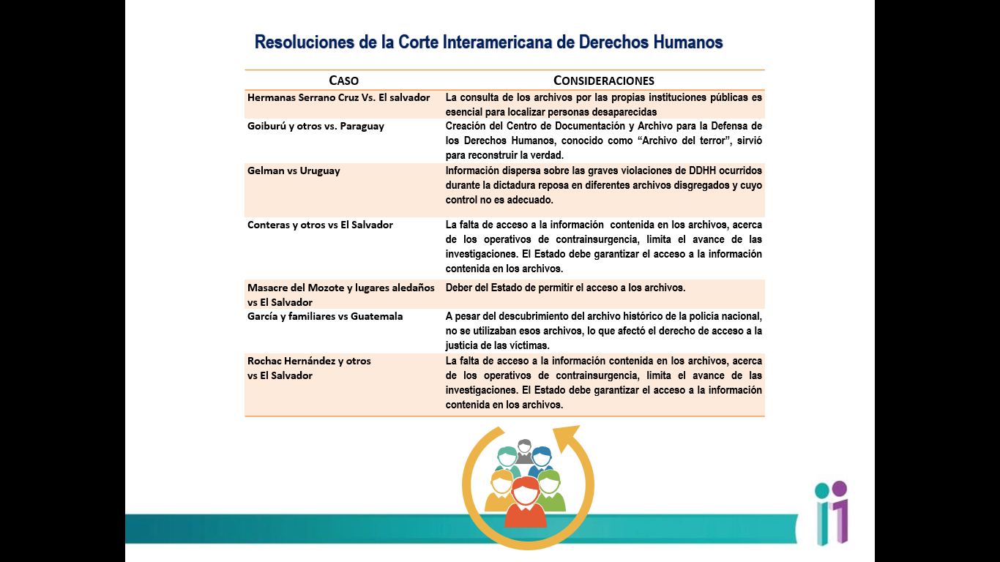 Resoluciones de la Corte Interamericana de Derechos Humanos
CASO
CONSIDERACIONES
Hermanas Serrano Cruz Vs. El salvador
La consulta de los archivos por las propias instituciones públicas es
esencial para localizar personas desaparecidas
Goiburú y otros vs. Paraguay
Creación del Centro de Documentación y Archivo para la Defensa de
los Derechos Humanos, conocido como “Archivo del terror”, sirvió
para reconstruir la verdad.
Gelman vs Uruguay
Información dispersa sobre las graves violaciones de DDHH ocurridos
durante la dictadura reposa en diferentes archivos disgregados y cuyo
control no es adecuado.
Conteras y otros vs El Salvador
La falta de acceso a la información contenida en los archivos, acerca
de los operativos de contrainsurgencia, limita el avance de las
investigaciones. El Estado debe garantizar el acceso a la información
contenida en los archivos.
Masacre del Mozote y lugares aledaños
vs El Salvador
Deber del Estado de permitir el acceso a los archivos.
García y familiares vs Guatemala
A pesar del descubrimiento del archivo histórico de la policía nacional,
no se utilizaban esos archivos, lo que afectó el derecho de acceso a la
justicia de las víctimas.
Rochac Hernández y otros
vs El Salvador
La falta de acceso a la información contenida en los archivos, acerca
de los operativos de contrainsurgencia, limita el avance de las
investigaciones. El Estado debe garantizar el acceso a la información
contenida en los archivos.